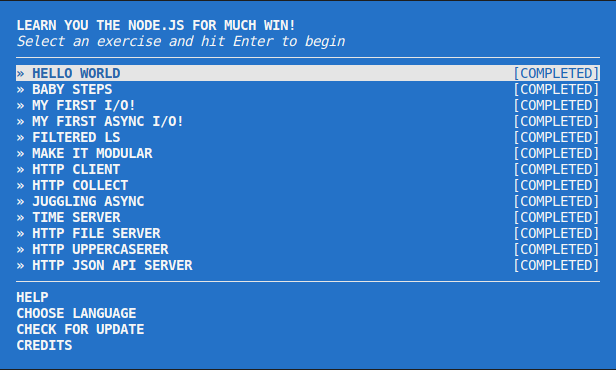 LEARN YOU THE NODE.JS FOR MUCH WIN!
Select an exercise and hit Enter to begin
» HELLO WORLD [COMPLETED]
» BABY STEPS [COMPLETED]
» MY FIRST I/O! [COMPLETED]
» MY FIRST ASYNC I/O! [COMPLETED]
» FILTERED LS [COMPLETED]
» MAKE IT MODULAR [COMPLETED]
» HTTP CLIENT [COMPLETED]
» HTTP COLLECT [COMPLETED]
» JUGGLING ASYNC [COMPLETED]
» TIME SERVER [COMPLETED]
» HTTP FILE SERVER [COMPLETED]
» HTTP UPPERCASERER [COMPLETED]
» HTTP JSON API SERVER [COMPLETED]
HELP
CHOOSE LANGUAGE
CHECK FOR UPDATE
CREDITS